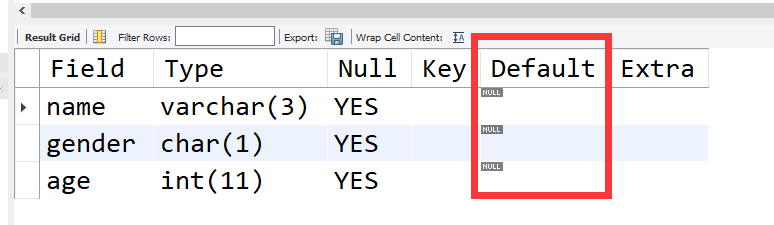 Result Grid Filter Rows: Export: Wrap Cell Content:
Field Type Null Key Default Extra
name varchar(3) YES NULL
gender char(1) YES NULL
age int(11) YES NULL